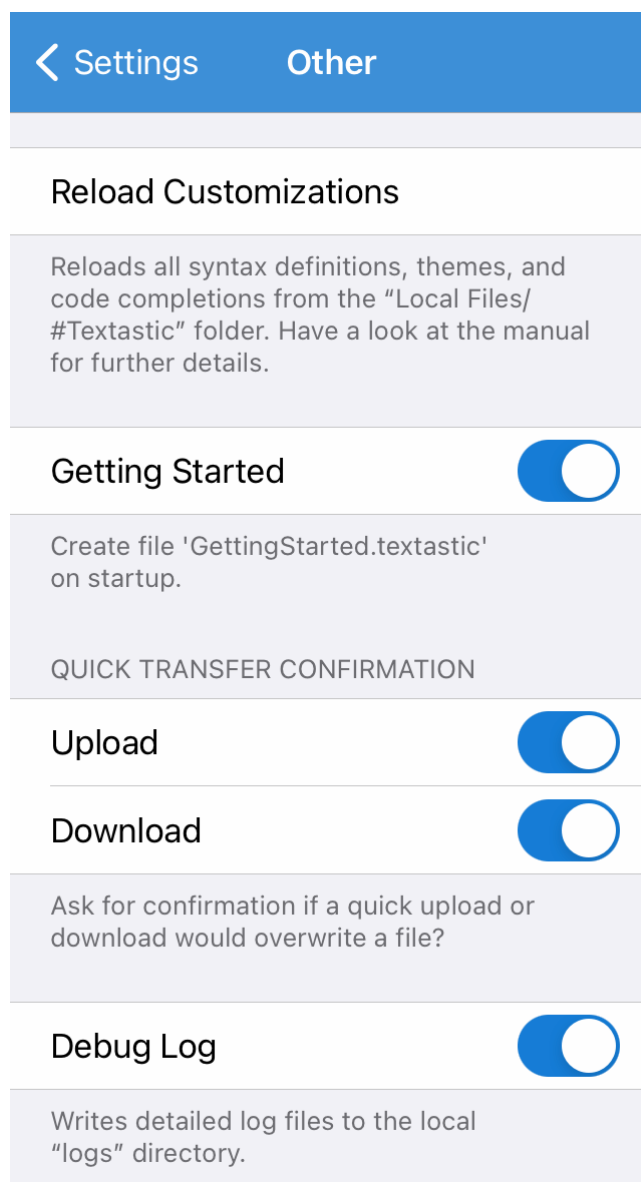 Settings
Other
Reload Customizations
Reloads all syntax definitions, themes, and
code completions from the “Local Files/
#Textastic” folder. Have a look at the manual
for further details.
Getting Started
Create file 'GettingStarted.textastic'
on startup.
QUICK TRANSFER CONFIRMATION
Upload
Download
Ask for confirmation if a quick upload or
download would overwrite a file?
Debug Log
Writes detailed log files to the local
“logs” directory.